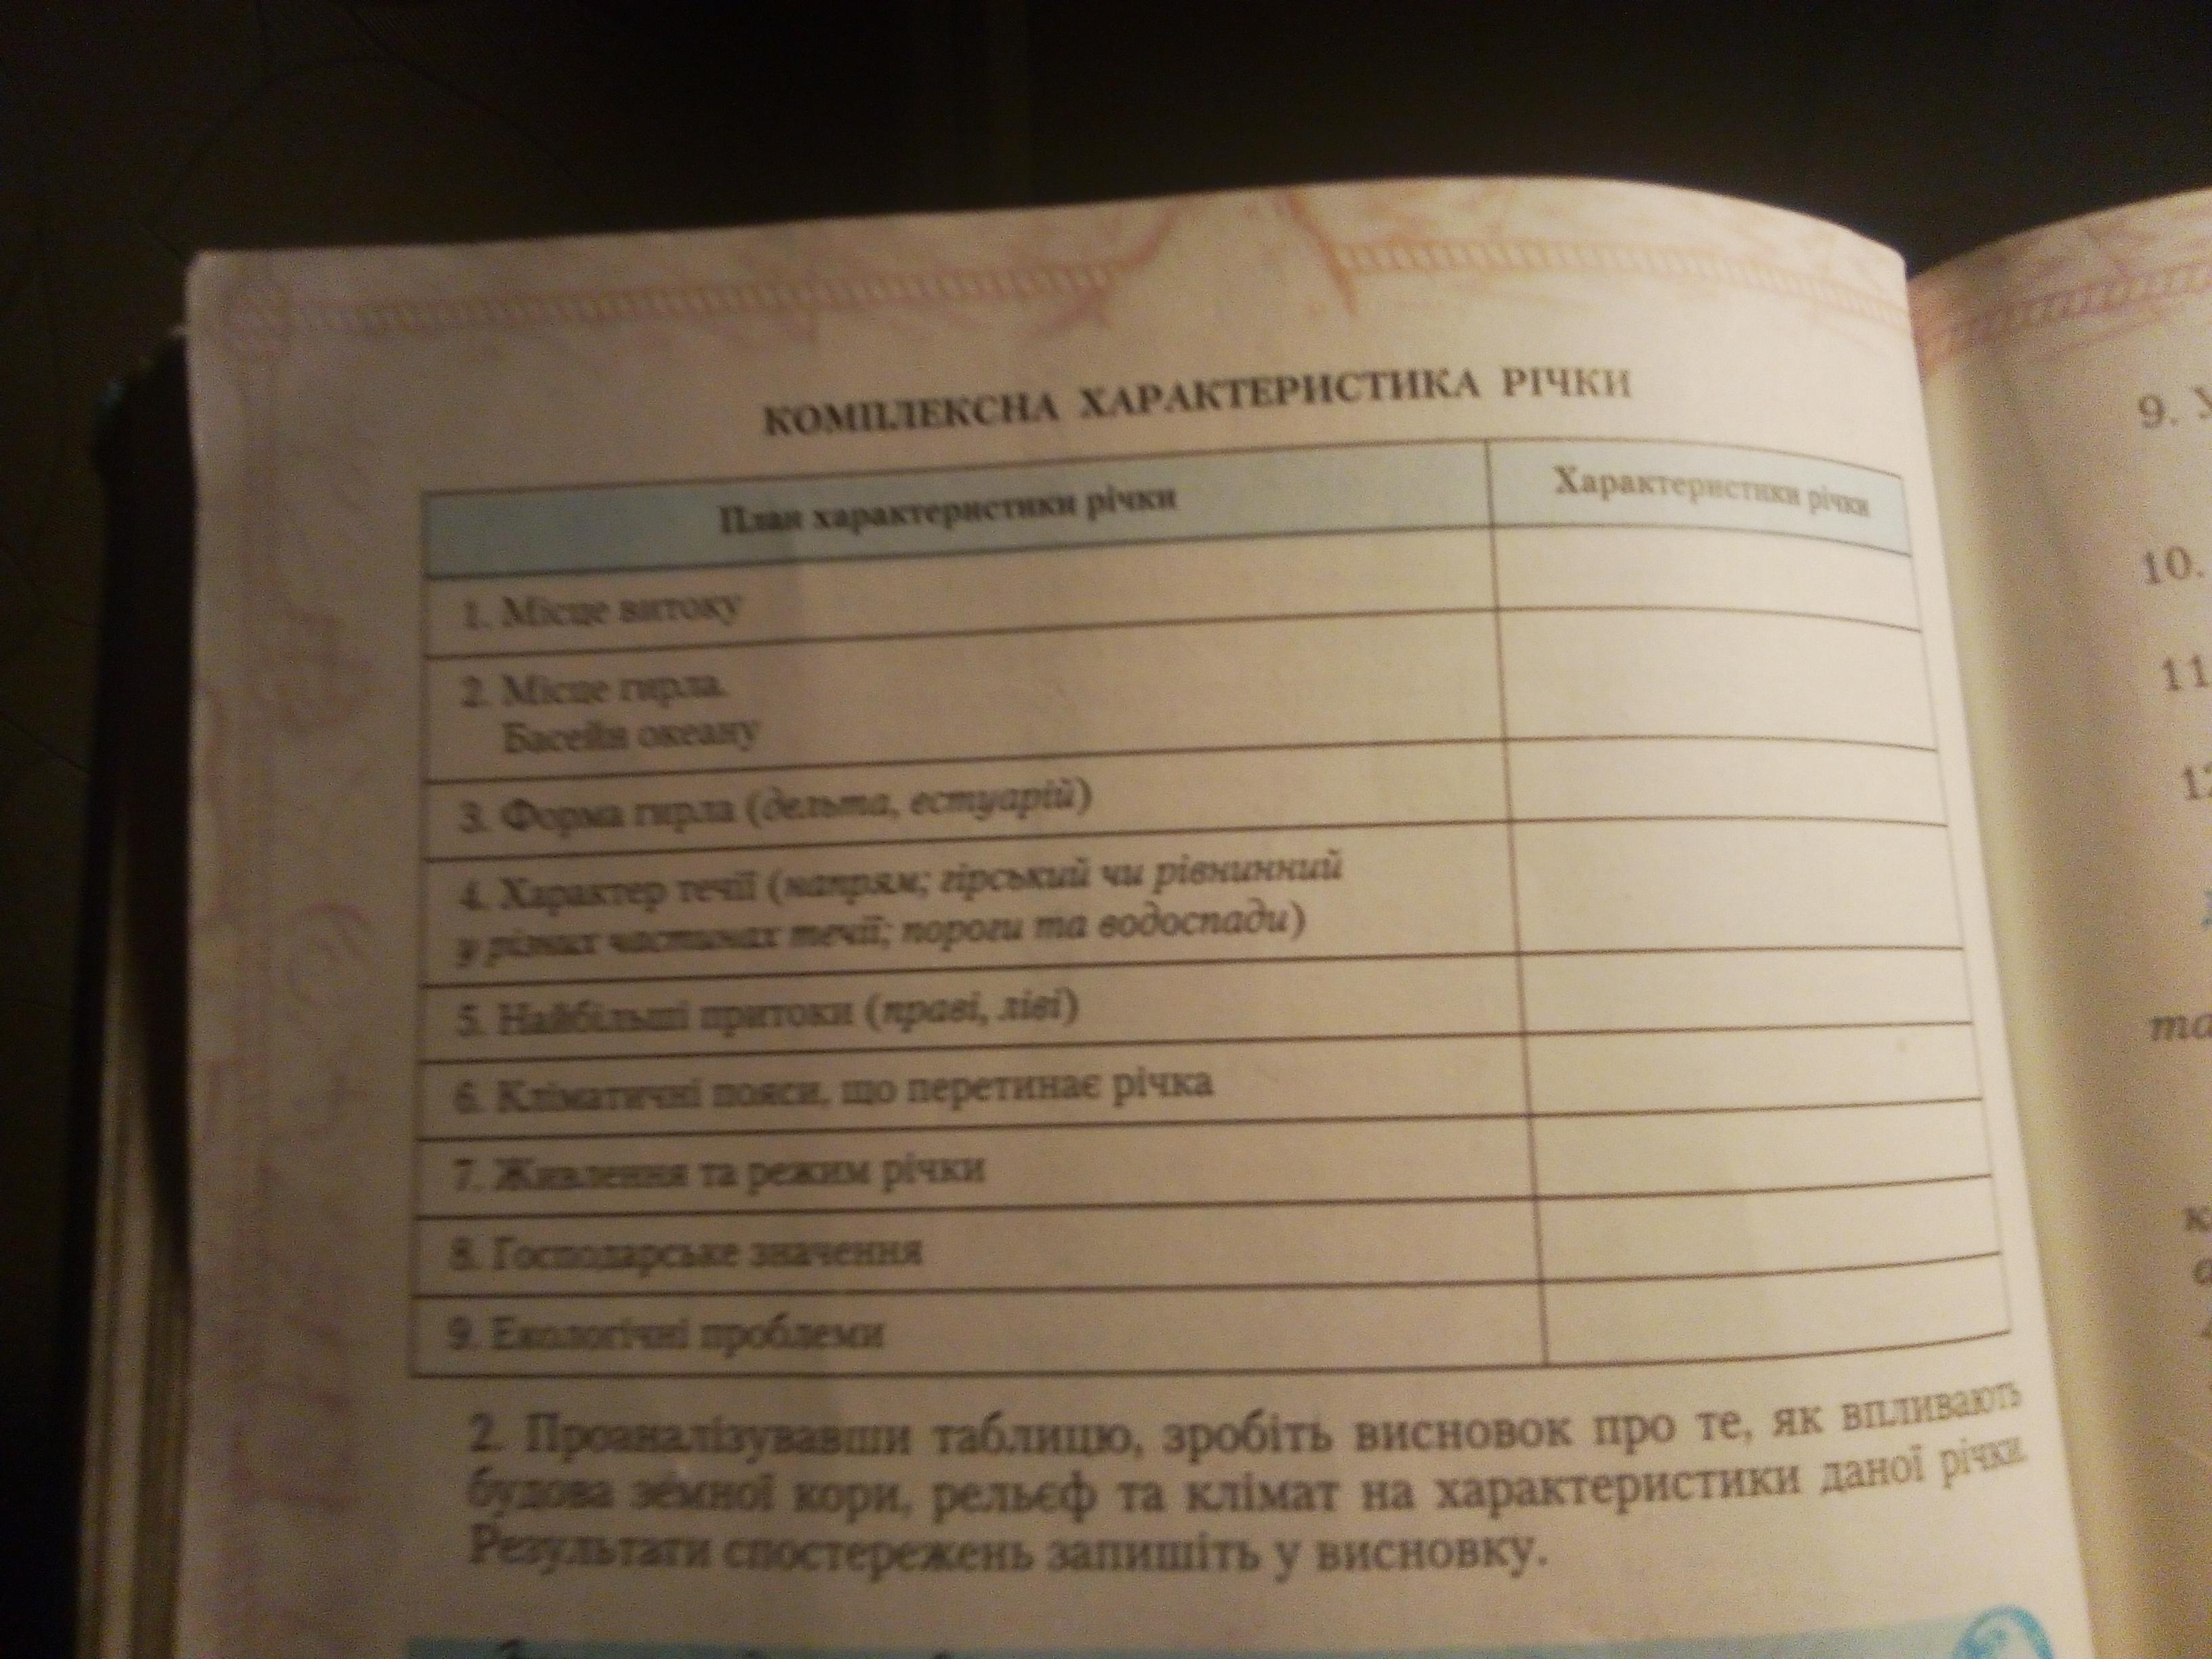 КОМПЛЕКСНА ХАРАКТЕРИСТИКА РІЧКИ
План характеристики річки
Характеристики річки
1. Місце витоку
2. Місце гирла.
Басейн океану
3. Форма гирла (дельта, естуарій)
4. Характер течії (напрям; гірський чи рівнинний
у різних частинах течії; пороги та водоспади)
5. Найбільші притоки (праві, ліві)
6. Кліматичні пояси, що перетинає річка
7. Живлення та режим річки
8. Господарське значення
9. Екологічні проблеми
2. Проаналізувавши таблицю, зробіть висновок про те, як впливають
будова земної кори, рельєф та клімат на характеристики даної річки.
Результати спостережень запишіть у висновку.
9. У
10.
11
12
та